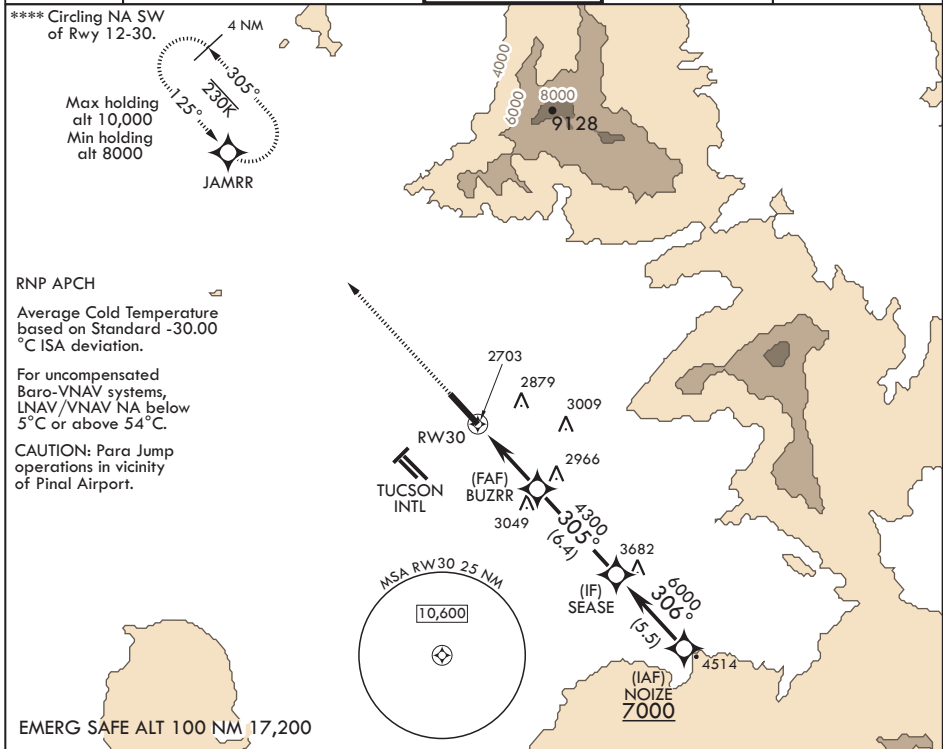 **** Circling NA SW
of Rwy 12-30.
4 NM
305°
230K
125°
Max holding
alt 10,000
Min holding
alt 8000
JAMRR
4000
6000
8000
9128
RNP APCH
Average Cold Temperature
based on Standard -30.00
°C ISA deviation.
For uncompensated
Baro-VNAV systems,
LNAV/VNAV NA below
5°C or above 54°C.
CAUTION: Para Jump
operations in vicinity
of Pinal Airport.
2703
2879
3009
RW30
2966
(FAF)
BUZRR
TUCSON
INTL
3049
4300
305°
(6.4)
3682
(IF)
SEASE
6000
306°
(5.5)
MSA RW30 25 NM
10,600
4514
(IAF)
NOIZE
7000
EMERG SAFE ALT 100 NM 17,200